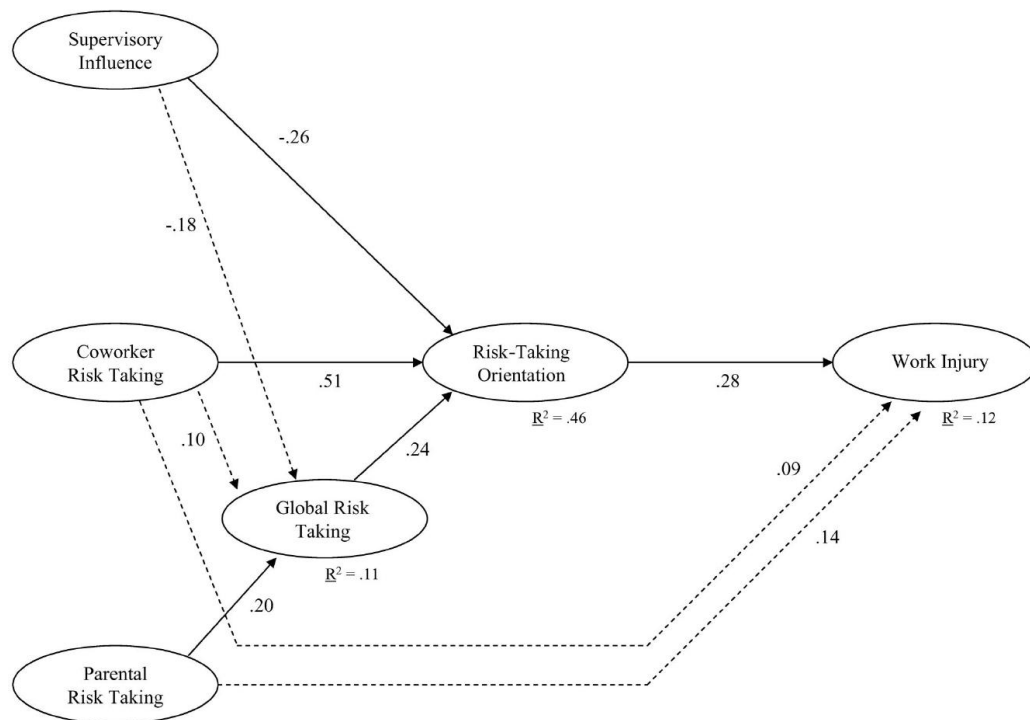 Supervisory
Influence
-.26
-.18
Coworker
Risk Taking
.51
Risk-Taking
Orientation
R² = .46
.28
Work Injury
R² = .12
.10
.24
.09
Global Risk
Taking
R² = .11
.14
.20
Parental
Risk Taking